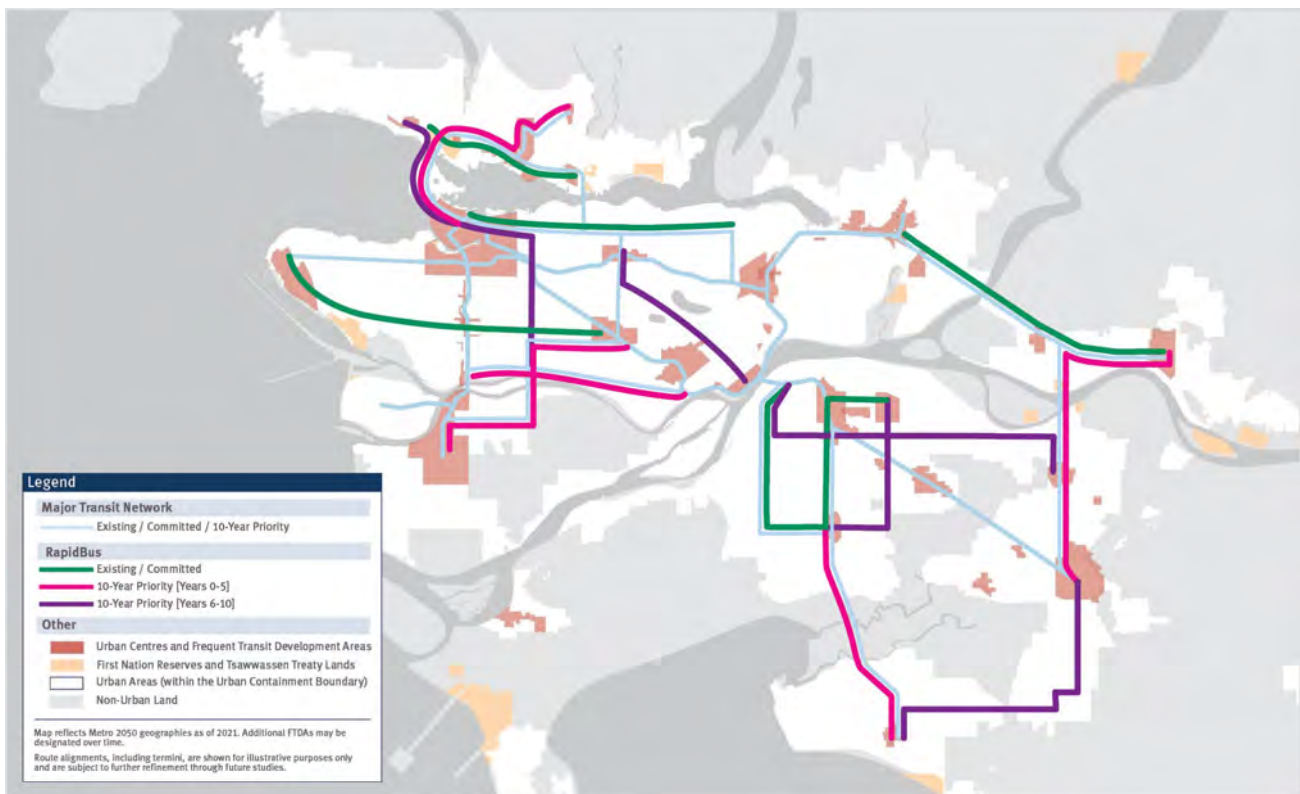 Legend
Major Transit Network
Existing / Committed / 10-Year Priority
RapidBus
Existing / Committed
10-Year Priority [Years 0-5]
10-Year Priority [Years 6-10]
Other
Urban Centres and Frequent Transit Development Areas
First Nation Reserves and Tsawwassen Treaty Lands
Urban Areas (within the Urban Containment Boundary)
Non-Urban Land
Map reflects Metro 2050 geographies as of 2021. Additional FTDAs may be
designated over time.
Route alignments, including termini, are shown for illustrative purposes only
and are subject to further refinement through future studies.